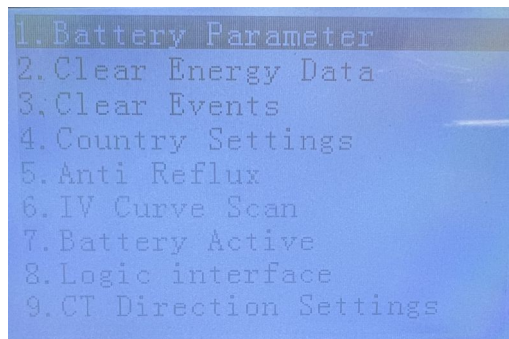 1.Battery Parameter
2.Clear Energy Data
3.Clear Events
4.Country Settings
5.Anti Reflux
6.IV Curve Scan
7.Battery Active
8.Logic interface
9.CT Direction Settings